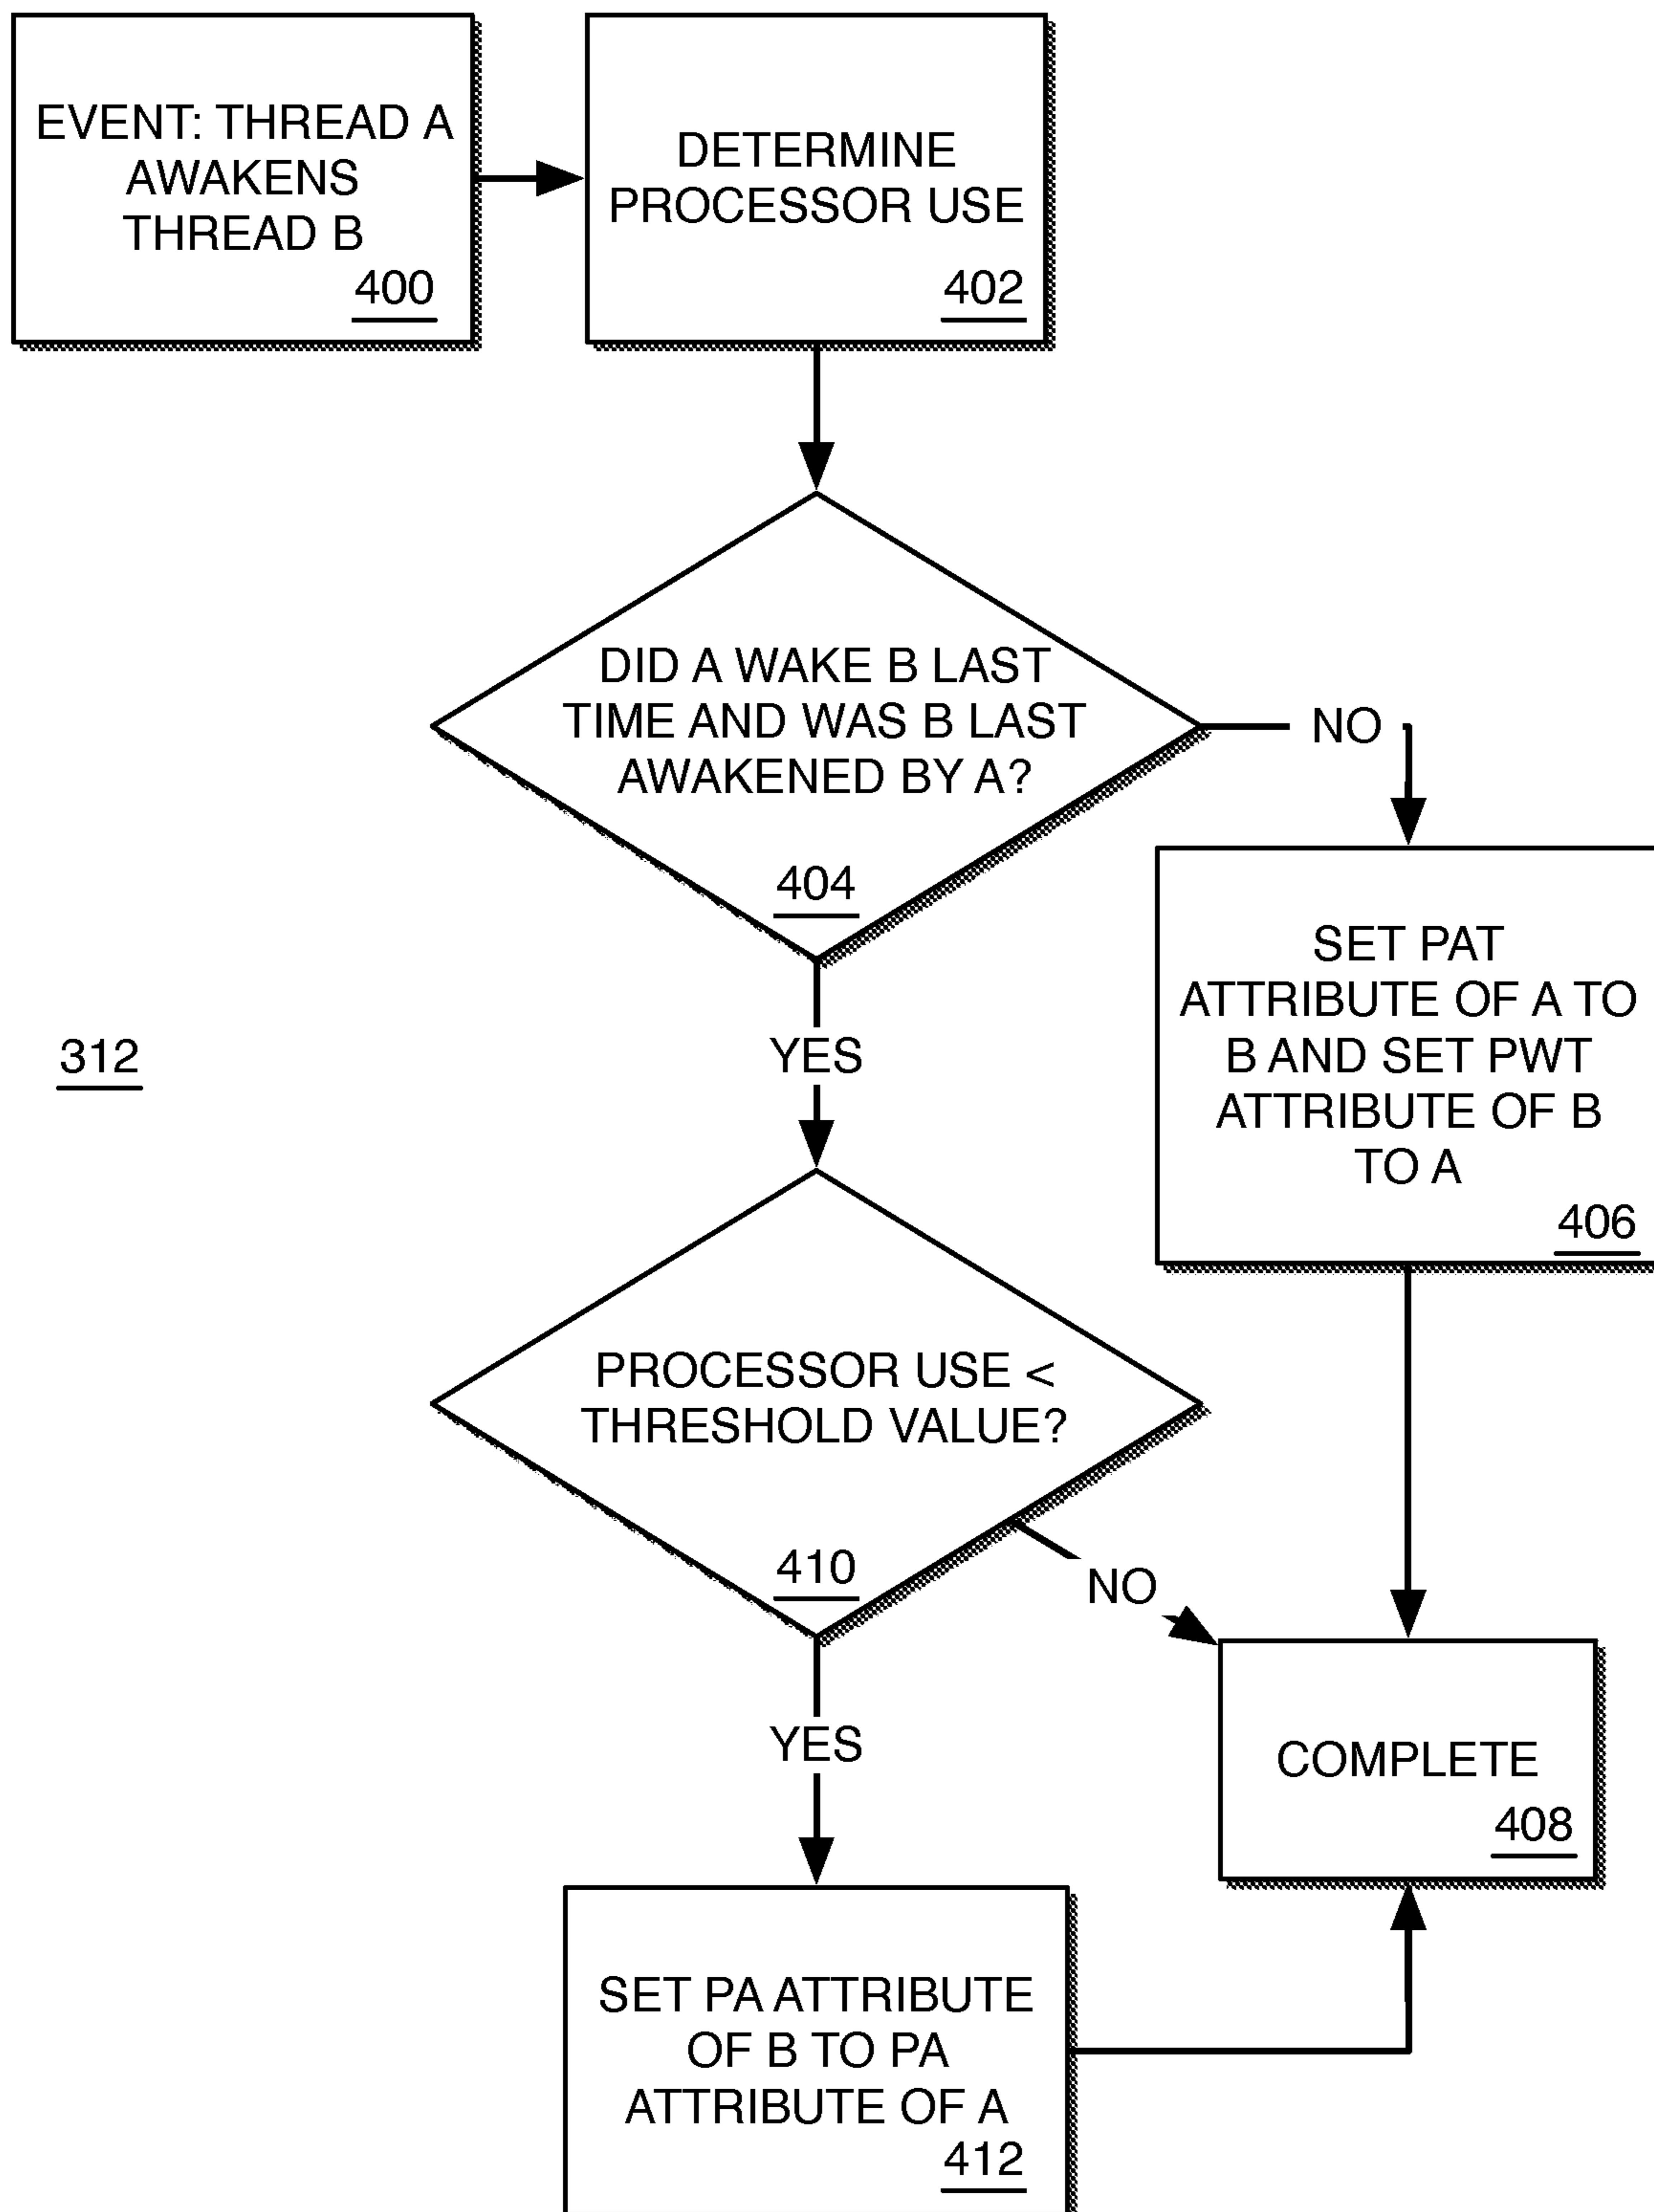 EVENT: THREAD A
AWAKENS
THREAD B
400
DETERMINE
PROCESSOR USE
402
DID A WAKE B LAST
TIME AND WAS B LAST
AWAKENED BY A?
404
NO
SET PAT
ATTRIBUTE OF A TO
B AND SET PWT
ATTRIBUTE OF B
TO A
406
YES
312
PROCESSOR USE <
THRESHOLD VALUE?
410
NO
YES
COMPLETE
408
SET PA ATTRIBUTE
OF B TO PA
ATTRIBUTE OF A
412